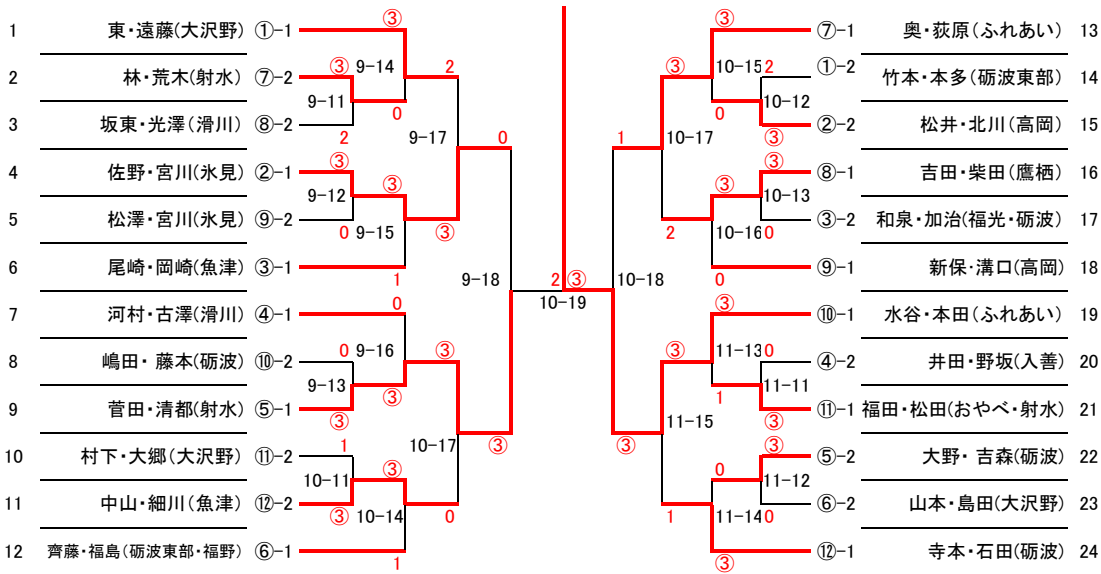 1 東・遠藤(大沢野) ①-1 ③ ③ ⑦-1 奥・荻原(ふれあい) 13
9-14 2 ③ 10-15 2 ①-2
2 林・荒木(射水) ⑦-2 ③ 竹本・本多(砺波東部) 14
9-11 0 0 10-12
3 坂東・光澤(滑川) ⑧-2 2 9-17 0 1 10-17 ③ ②-2 松井・北川(高岡) 15
4 佐野・宮川(氷見) ②-1 ③ ③ ③ ③ ⑧-1 吉田・柴田(鷹栖) 16
9-12 10-13
5 松澤・宮川(氷見) ⑨-2 0 9-15 ③ 2 10-16 0 ③-2 和泉・加治(福光・砺波) 17
6 尾崎・岡崎(魚津) ③-1 1 9-18 2 ③ 10-18 0 ⑨-1 新保・溝口(高岡) 18
10-19
7 河村・古澤(滑川) ④-1 0 ③ ⑩-1 水谷・本田(ふれあい) 19
8 嶋田・ 藤本(砺波) ⑩-2 0 9-16 ③ ③ 11-13 0 ④-2 井田・野坂(入善) 20
9-13 11-11
9 菅田・清都(射水) ⑤-1 ③ ③ 1 ③ ⑪-1 福田・松田(おやべ・射水) 21
10-17 ③ ③ 11-15
10 村下・大郷(大沢野) ⑪-2 1 ③ ⑤-2 大野・ 吉森(砺波) 22
10-11 ③ 0 11-12
11 中山・細川(魚津) ⑫-2 ③ 10-14 0 1 11-14 0 ⑥-2 山本・島田(大沢野) 23
12 齊藤・福島(砺波東部・福野) ⑥-1 1 ③ ⑫-1 寺本・石田(砺波) 24